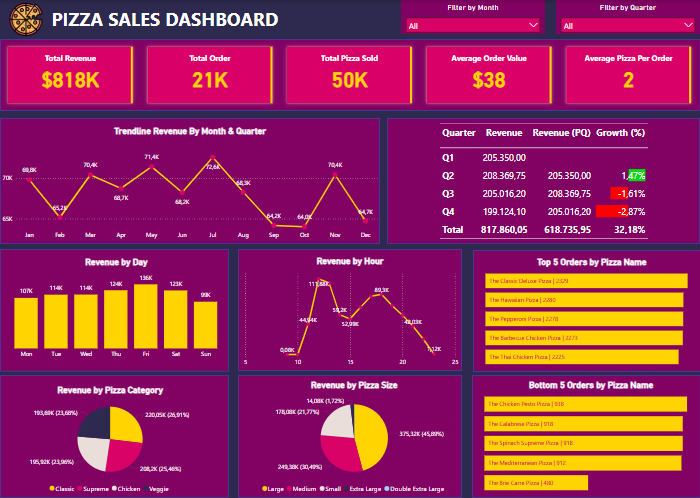 PIZZA SALES DASHBOARD
Filter by Month
All
Filter by Quarter
All
Total Revenue
$818K
Total Order
21K
Total Pizza Sold
50K
Average Order Value
$38
Average Pizza Per Order
2
Trendline Revenue By Month & Quarter
70K
65K
69,8K
65,2K
70,4K
68,7K
71,4K
68,2K
72,6K
68,3K
64,2K
64,0K
70,4K
64,7K
Jan Feb Mar Apr May Jun Jul Aug Sep Oct Nov Dec
Quarter Revenue Revenue (PQ) Growth (%)
Q1 205.350,00
Q2 208.369,75 205.350,00 1,47%
Q3 205.016,20 208.369,75 -1,61%
Q4 199.124,10 205.016,20 -2,87%
Total 817.860,05 618.735,95 32,18%
Revenue by Day
107K 114K 114K 124K 136K 123K 99K
Mon Tue Wed Thu Fri Sat Sun
Revenue by Hour
0,08K
44,94K
59,2K
52,99K
89,3K
1,12K
5 10 15 20 25
Top 5 Orders by Pizza Name
The Classic Deluxe Pizza | 2329
The Hawaiian Pizza | 2280
The Pepperoni Pizza | 2278
The Barbecue Chicken Pizza | 2273
The Thai Chicken Pizza | 2225
Revenue by Pizza Category
193,69K (23,68%)
220,05K (26,91%)
195,92K (23,96%)
208,2K (25,46%)
Classic Supreme Chicken Veggie
Revenue by Pizza Size
14,08K (1,72%)
178,08K (21,77%)
375,32K (45,89%)
249,38K (30,49%)
Large Medium Small Extra Large Double Extra Large
Bottom 5 Orders by Pizza Name
The Chicken Pesto Pizza | 938
The Calabrese Pizza | 918
The Spinach Supreme Pizza | 918
The Mediterranean Pizza | 912
The Brie Carre Pizza | 480